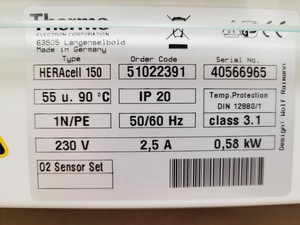 Thermo
ELECTRON CORPORATION
63505 Langenselbold
Made in Germany
Type Order No. Serial No.
HERAcell 150 51022391 40566965
55 u. 90 °C IP 20 Temp.Protection
DIN 12880/1
1N/PE 50/60 Hz class 3.1
230 V 2,5 A 0,58 kW
O2 Sensor Set
Design: Wolf Raimann